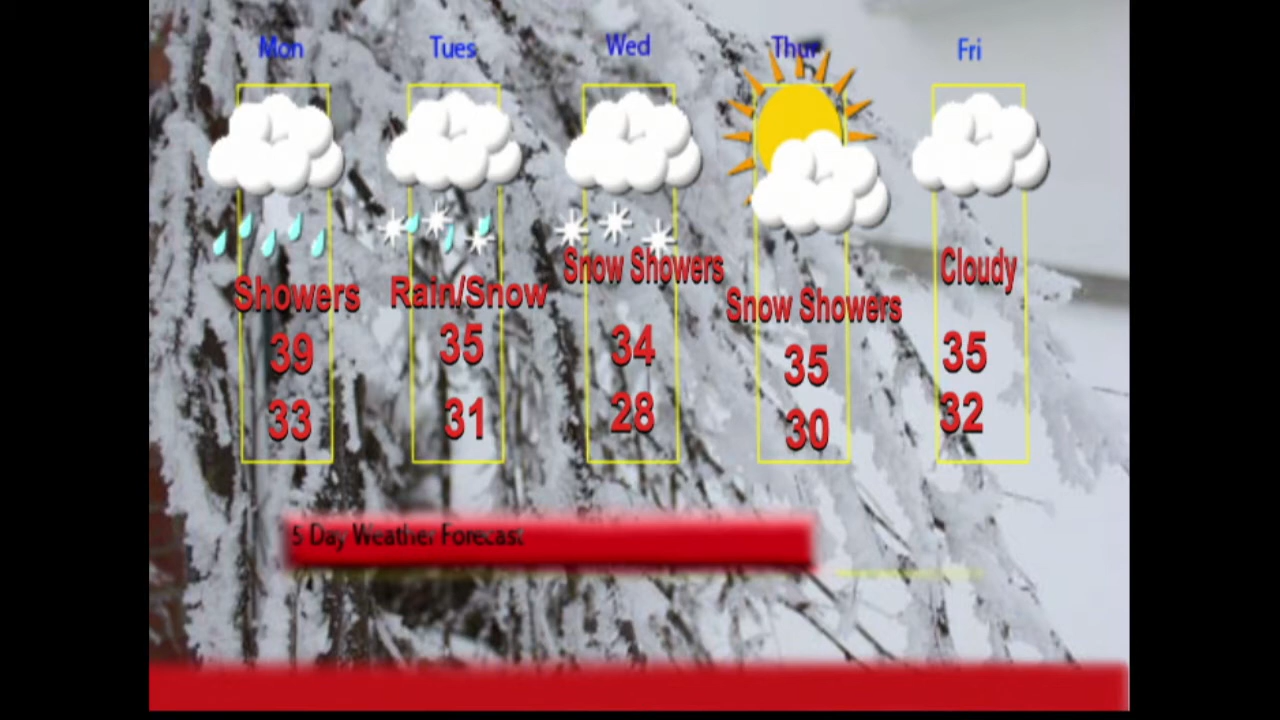 Mon Tues Wed Thur Fri
Showers Rain/Snow Snow Showers Snow Showers Cloudy
39 35 34 35 35
33 31 28 30 32
5 Day Weather Forecast